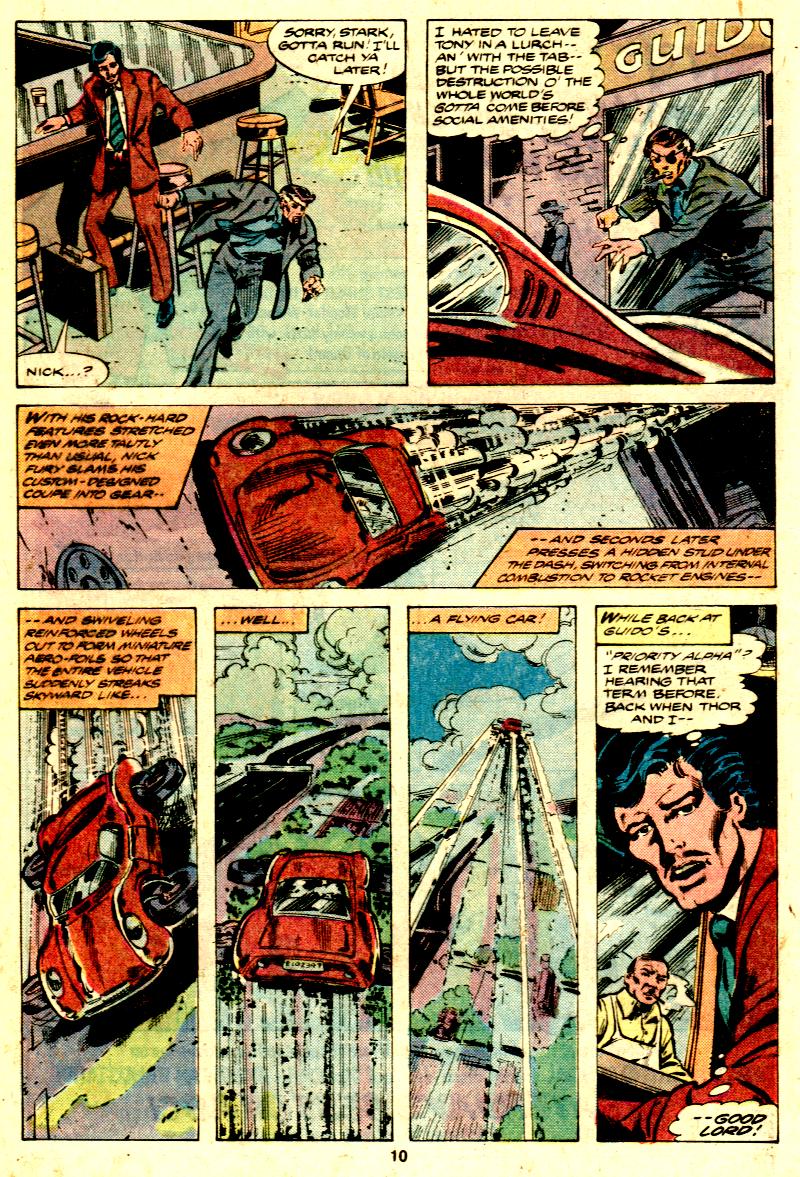 SORRY, STARK,
GOTTA RUN! I'LL
CATCH YA
LATER!
NICK...?
I HATED TO LEAVE
TONY IN A LURCH--
AN' WITH THE TAB--
BUT THE POSSIBLE
DESTRUCTION O' THE
WHOLE WORLD'S
GOTTA COME BEFORE
SOCIAL AMENITIES!
GUIDO
WITH HIS ROCK-HARD
FEATURES STRETCHED
EVEN MORE TAUTLY
THAN USUAL, NICK
FURY SLAMS HIS
CUSTOM-DESIGNED
COUPE INTO GEAR--
--AND SECONDS LATER
PRESSES A HIDDEN STUD UNDER
THE DASH, SWITCHING FROM INTERNAL
COMBUSTION TO ROCKET ENGINES--
--AND SWIVELING
REINFORCED WHEELS
OUT TO FORM MINIATURE
AERO-FOILS SO THAT
THE ENTIRE VEHICLE
SUDDENLY STREAKS
SKYWARD LIKE...
...WELL...
...A FLYING CAR!
WHILE BACK AT
GUIDO'S...
"PRIORITY ALPHA"?
I REMEMBER
HEARING THAT
TERM BEFORE,
BACK WHEN THOR
AND I--
--GOOD
LORD!
10